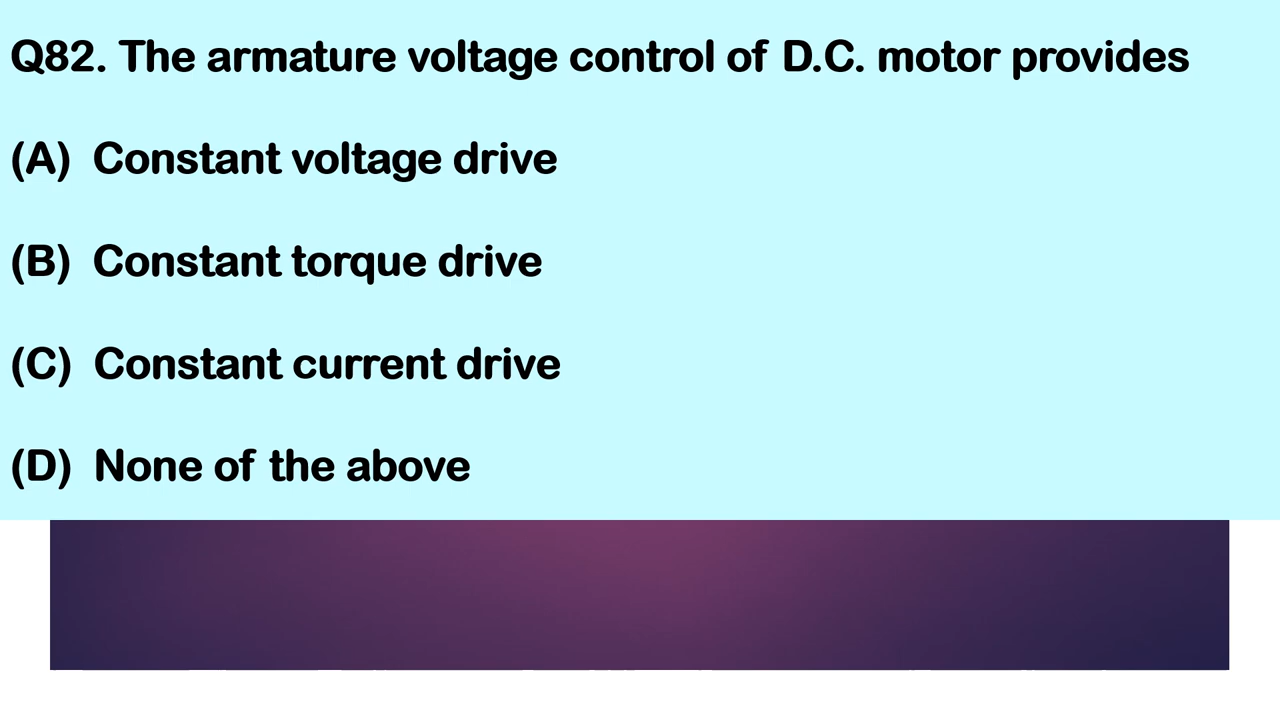 Q82. The armature voltage control of D.C. motor provides
(A) Constant voltage drive
(B) Constant torque drive
(C) Constant current drive
(D) None of the above